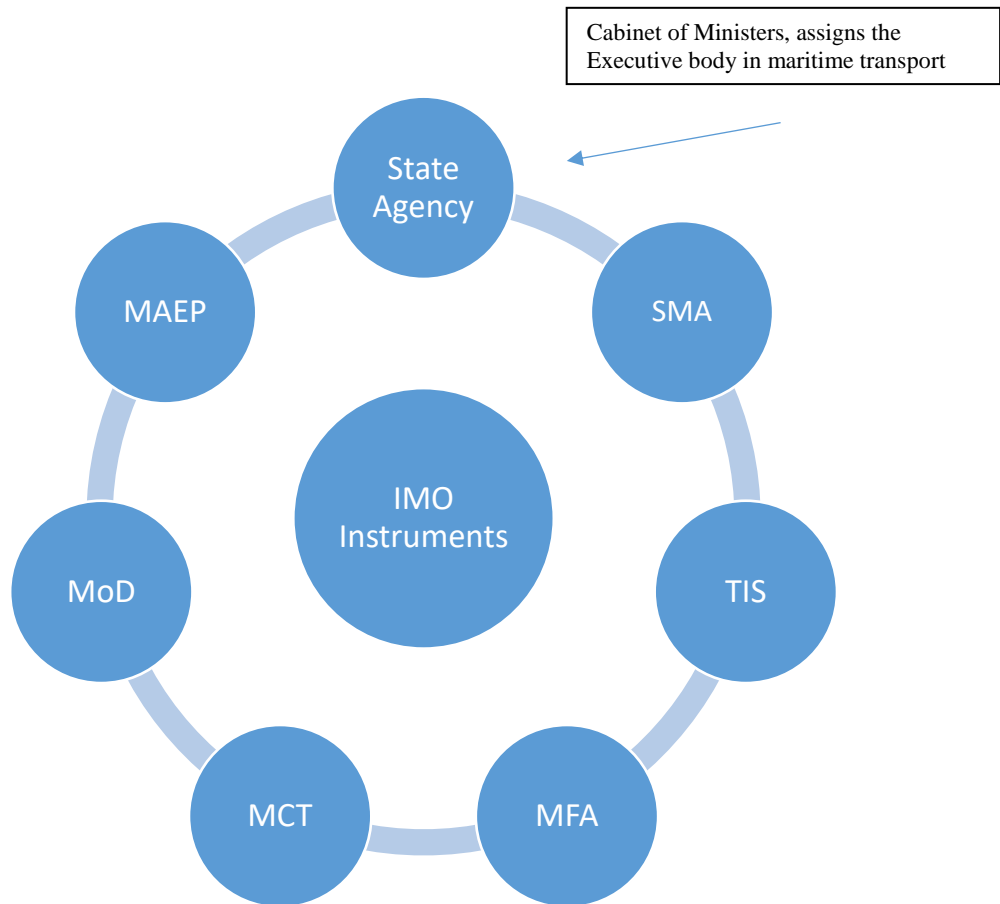 Cabinet of Ministers, assigns the
Executive body in maritime transport
State
Agency
MAEP
SMA
IMO
Instruments
MoD
TIS
MCT
MFA